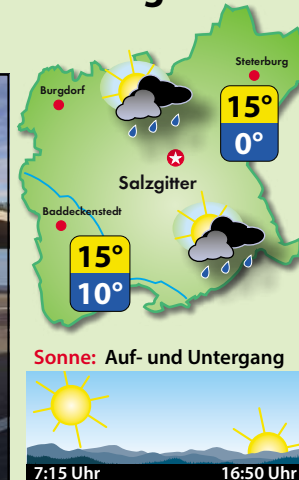 Steterburg
Burgdorf
15°
0°
Salzgitter
Baddeckenstedt
15°
10°
Sonne: Auf- und Untergang
7:15 Uhr
16:50 Uhr